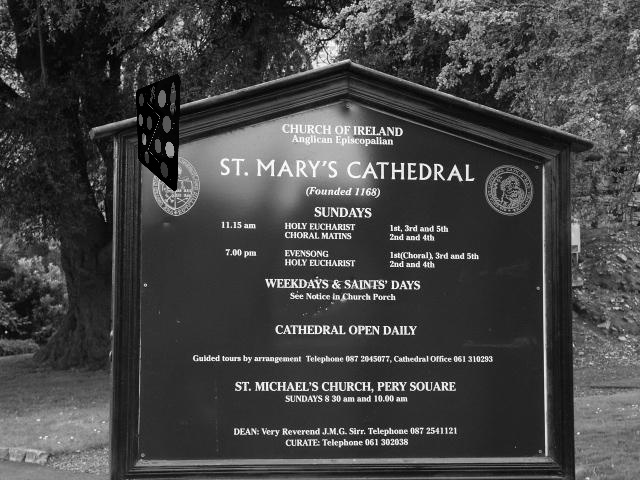 CHURCH OF IRELAND
Anglican Episcopalian
ST. MARY'S CATHEDRAL
(Founded 1168)
SUNDAYS
11.15 am HOLY EUCHARIST 1st, 3rd and 5th
CHORAL MATINS 2nd and 4th
7.00 pm EVENSONG 1st(Choral), 3rd and 5th
HOLY EUCHARIST 2nd and 4th
WEEKDAYS & SAINTS' DAYS
See Notice in Church Porch
CATHEDRAL OPEN DAILY
Guided tours by arrangement Telephone 087 2045077, Cathedral Office 061 310293
ST. MICHAEL'S CHURCH, PERY SQUARE
SUNDAYS 8 30 am and 10.00 am
DEAN: Very Reverend J.M.G. Sirr. Telephone 087 2541121
CURATE: Telephone 061 302038